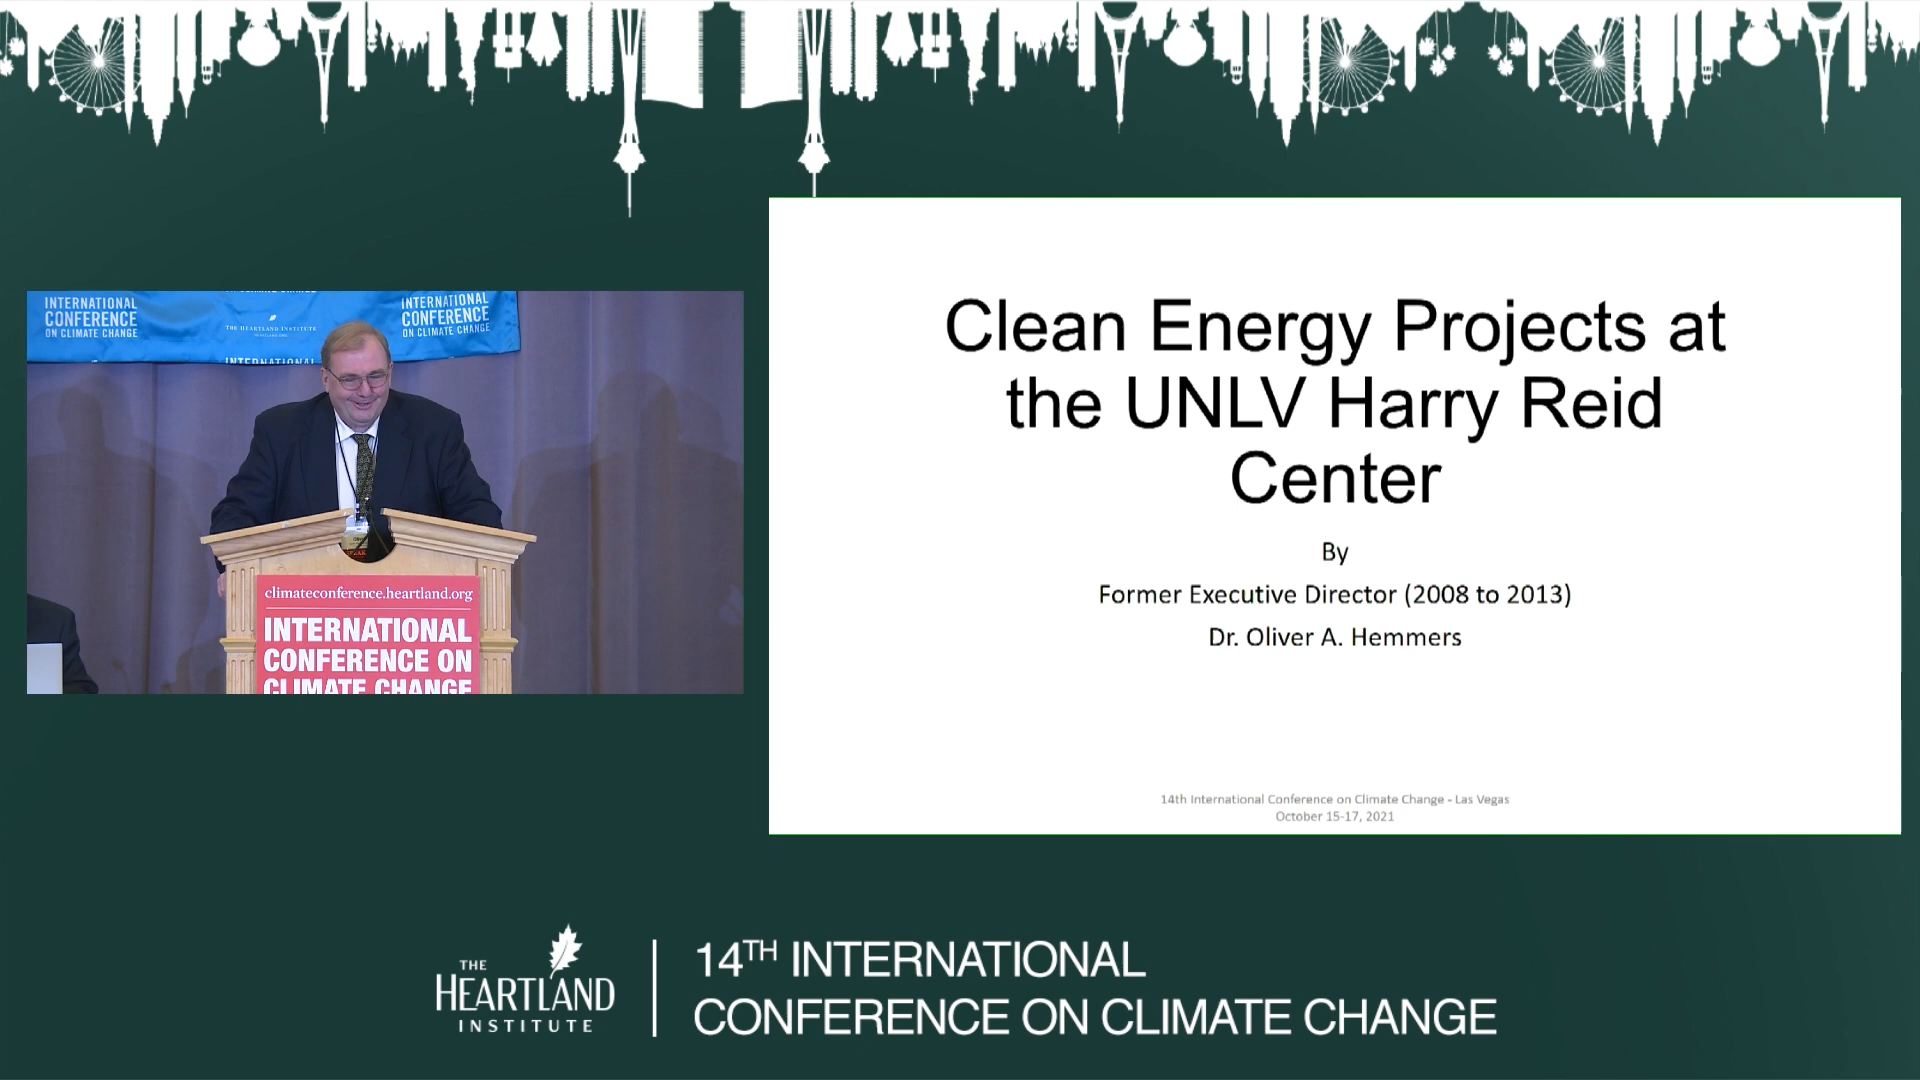 INTERNATIONAL
CONFERENCE
ON CLIMATE CHANGE
THE HEARTLAND INSTITUTE
INTERNATIONAL
INTERNATIONAL
CONFERENCE
ON CLIMATE CHANGE
climateconference.heartland.org
INTERNATIONAL
CONFERENCE ON
CLIMATE CHANGE
Clean Energy Projects at
the UNLV Harry Reid
Center
By
Former Executive Director (2008 to 2013)
Dr. Oliver A. Hemmers
14th International Conference on Climate Change - Las Vegas
October 15-17, 2021
THE
HEARTLAND
INSTITUTE
14TH INTERNATIONAL
CONFERENCE ON CLIMATE CHANGE